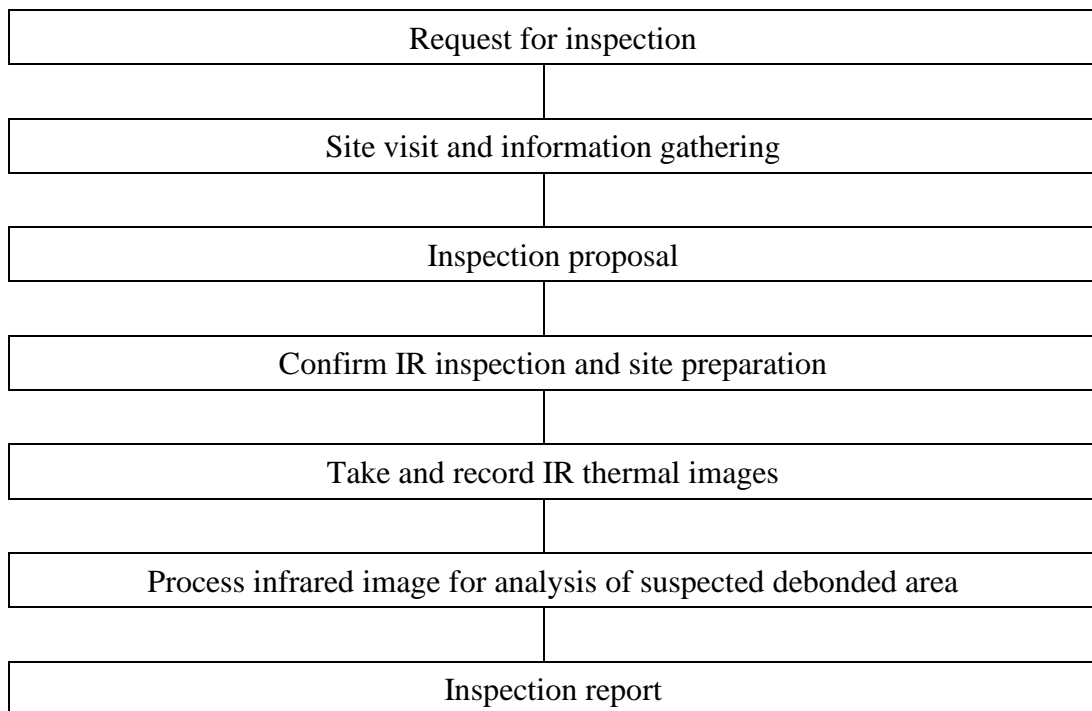 Request for inspection
Site visit and information gathering
Inspection proposal
Confirm IR inspection and site preparation
Take and record IR thermal images
Process infrared image for analysis of suspected debonded area
Inspection report